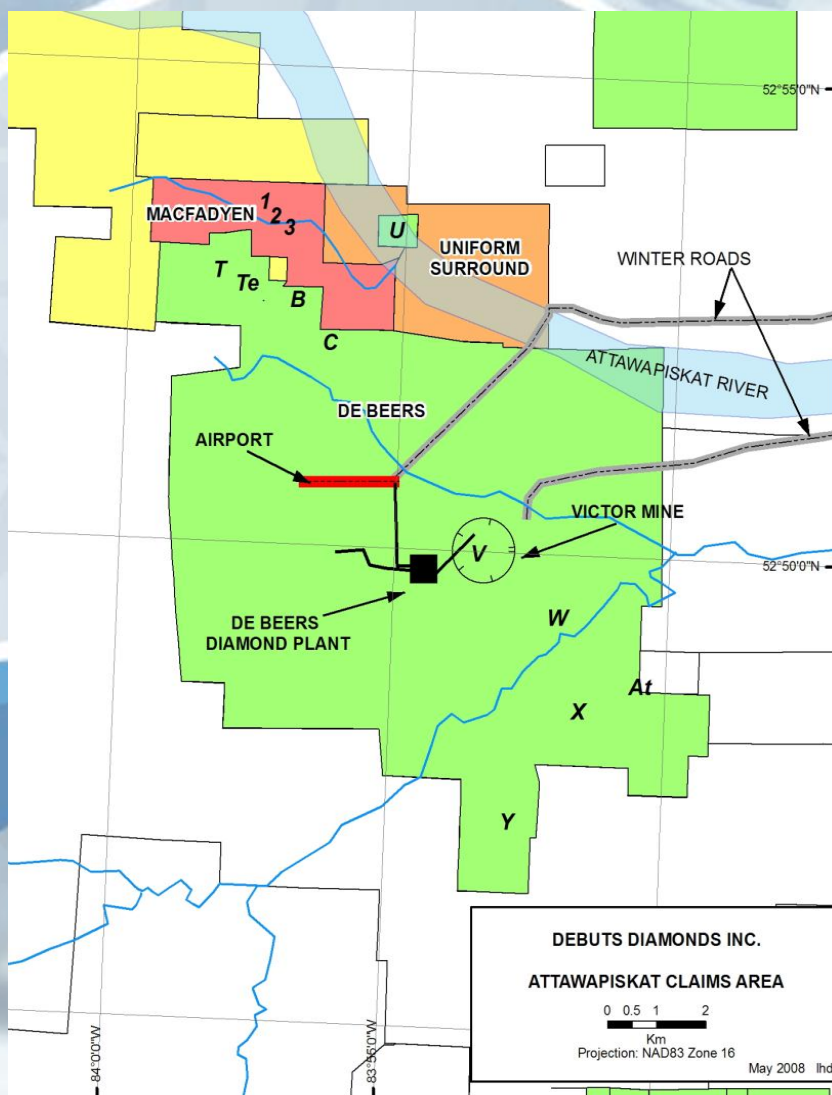 52°55'0"N
MACFADYEN
1
2
3
U
UNIFORM
SURROUND
WINTER ROADS
T
Te
B
C
ATTAWAPISKAT RIVER
DE BEERS
AIRPORT
VICTOR MINE
V
52°50'0"N
DE BEERS
DIAMOND PLANT
W
At
X
Y
DEBUTS DIAMONDS INC.
ATTAWAPISKAT CLAIMS AREA
0 0.5 1 2
Km
Projection: NAD83 Zone 16
May 2008 lhd
84°0'0"W
83°56'0"W